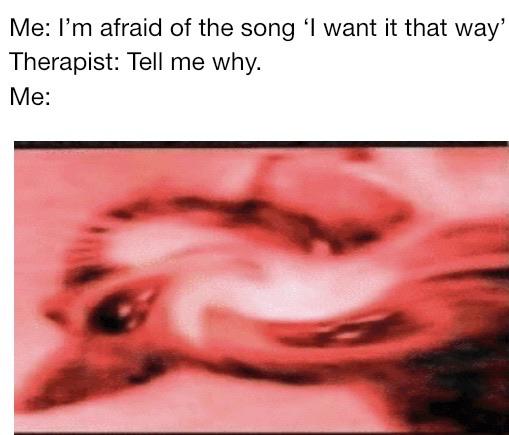 Me: I’m afraid of the song ‘I want it that way’
Therapist: Tell me why.
Me: